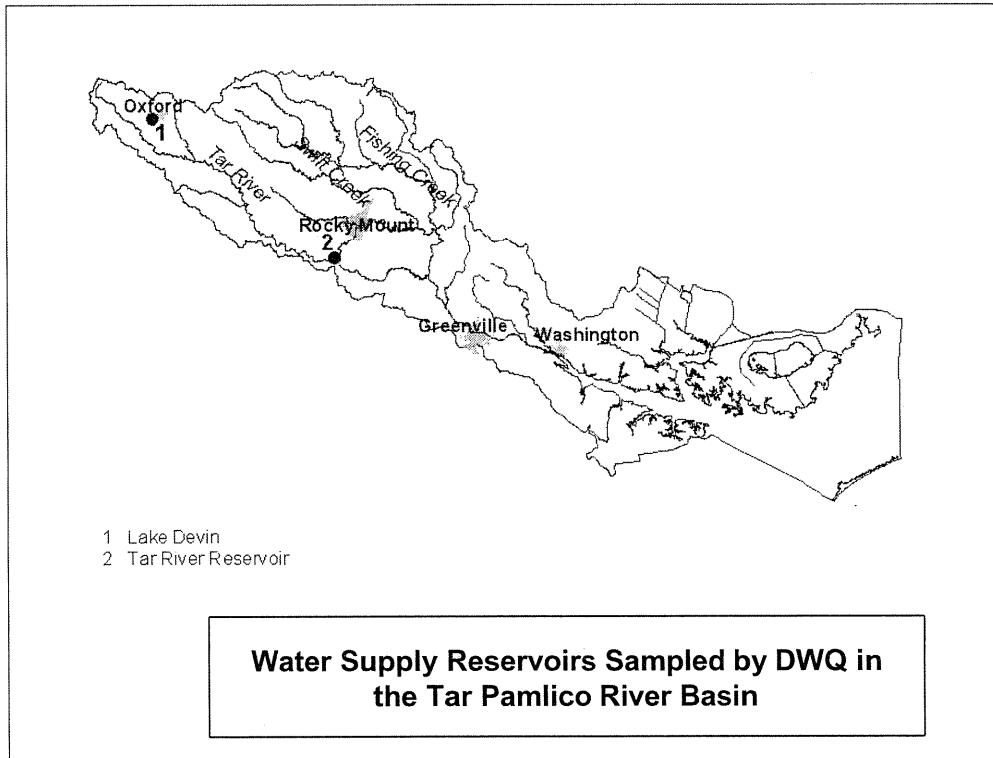 Oxford
1
Tar River
Swift Creek
Fishing Creek
Rocky Mount
2
Greenville
Washington
1 Lake Devin
2 Tar River Reservoir
Water Supply Reservoirs Sampled by DWQ in
the Tar Pamlico River Basin